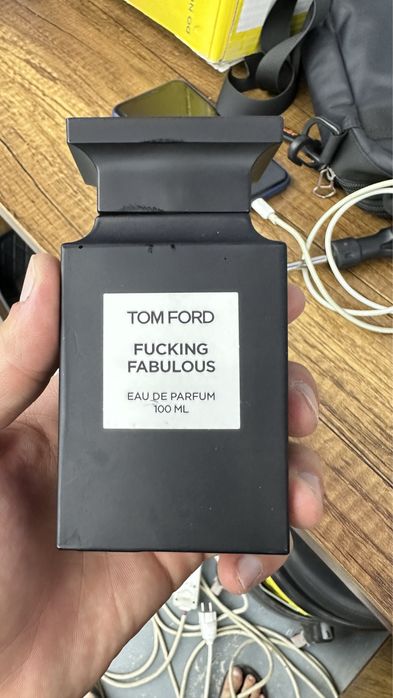 TOM FORD
FUCKING
FABULOUS
EAU DE PARFUM
100 ML